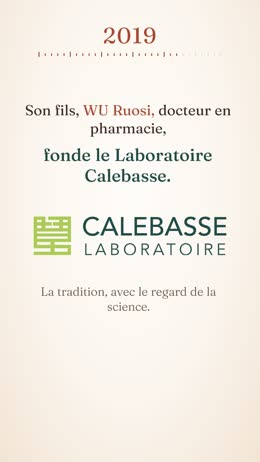 2019
Son fils, WU Ruosi, docteur en
pharmacie,
fonde le Laboratoire
Calebasse.
CALEBASSE
LABORATOIRE
La tradition, avec le regard de la
science.